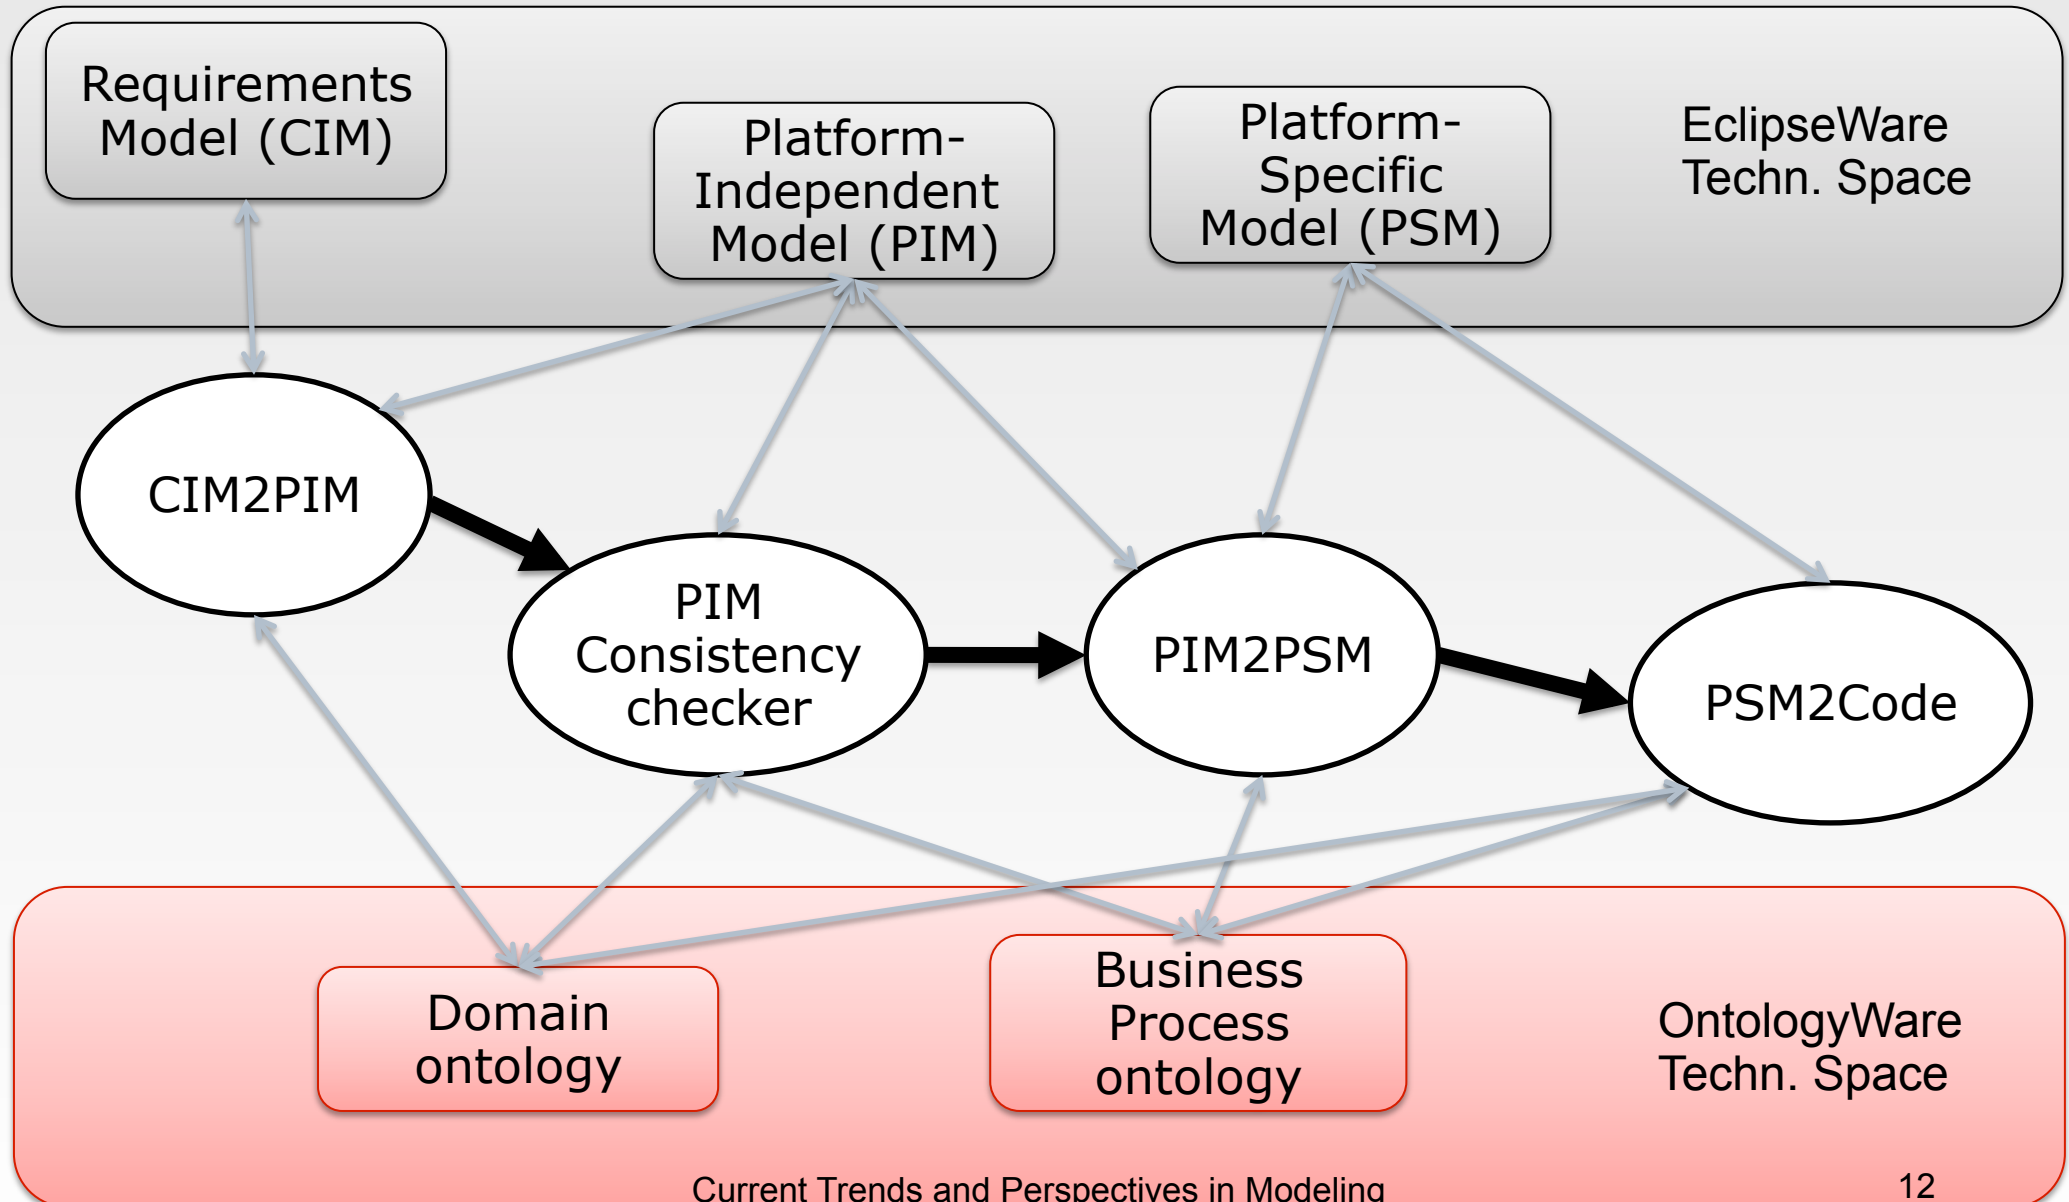 Requirements
Model (CIM)
Platform-
Independent
Model (PIM)
Platform-
Specific
Model (PSM)
EclipseWare
Techn. Space
CIM2PIM
PIM
Consistency
checker
PIM2PSM
PSM2Code
Domain
ontology
Business
Process
ontology
OntologyWare
Techn. Space
Current Trends and Perspectives in Modeling
12